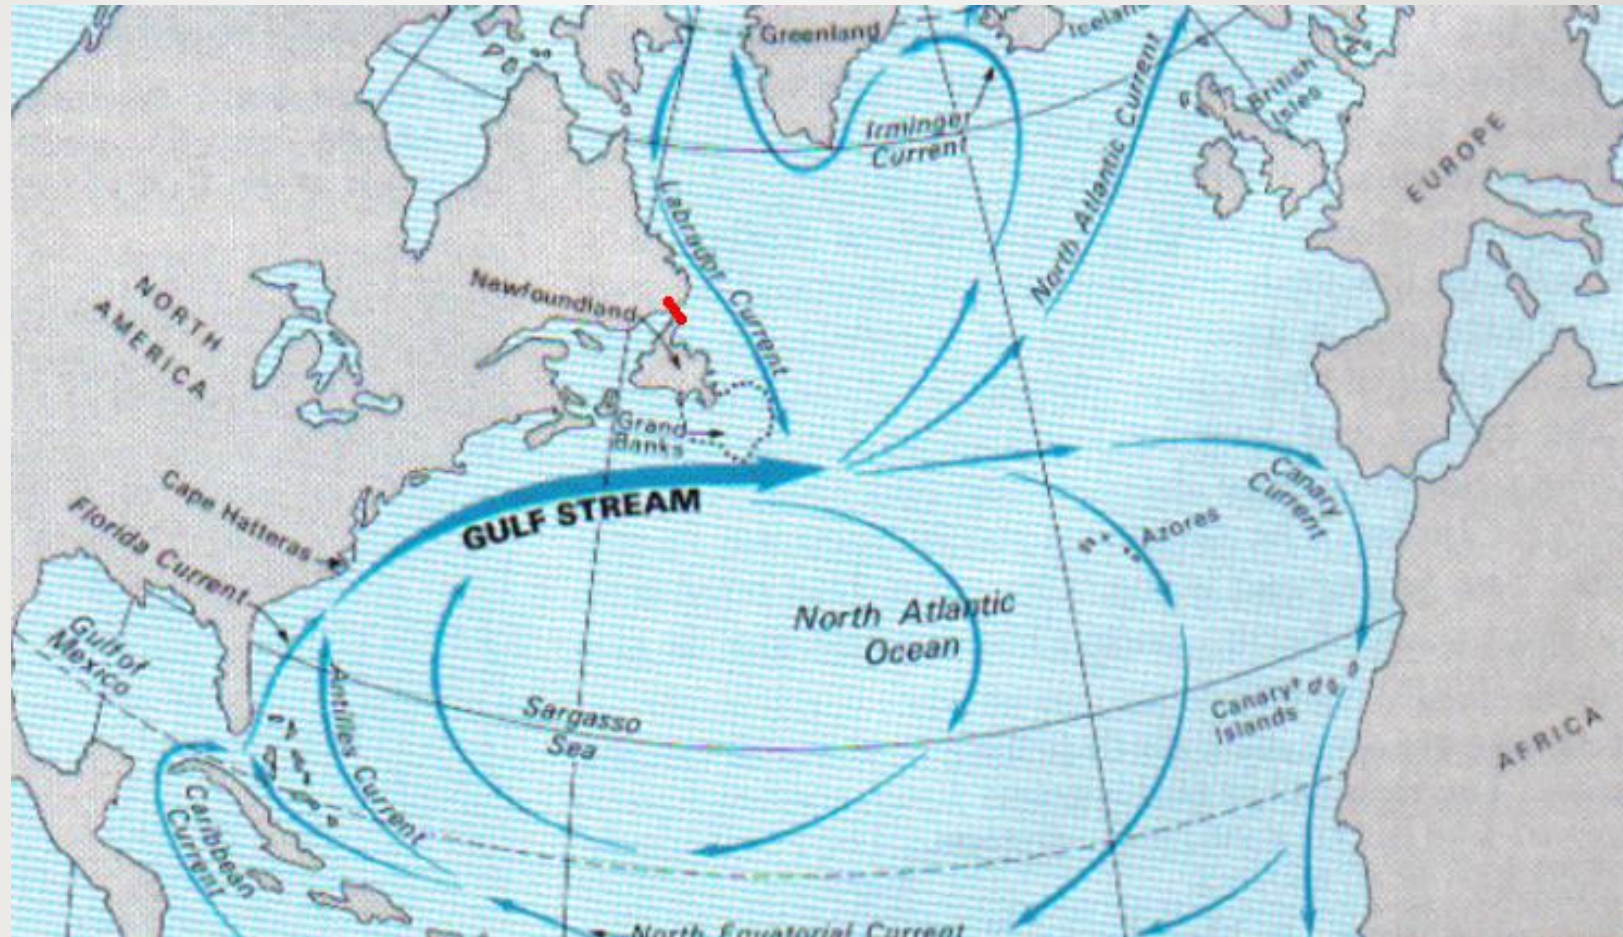 Greenland
Iceland
Irminger
Current
North Atlantic Current
British
Isles
EUROPE
Labrador Current
Newfoundland
NORTH
AMERICA
Grand
Banks
Cape Hatteras
GULF STREAM
Canary
Current
Florida Current
Azores
North Atlantic
Ocean
Gulf of
Mexico
Sargasso
Sea
Antilles Current
Canary
Islands
AFRICA
Caribbean
Current
North Equatorial Current